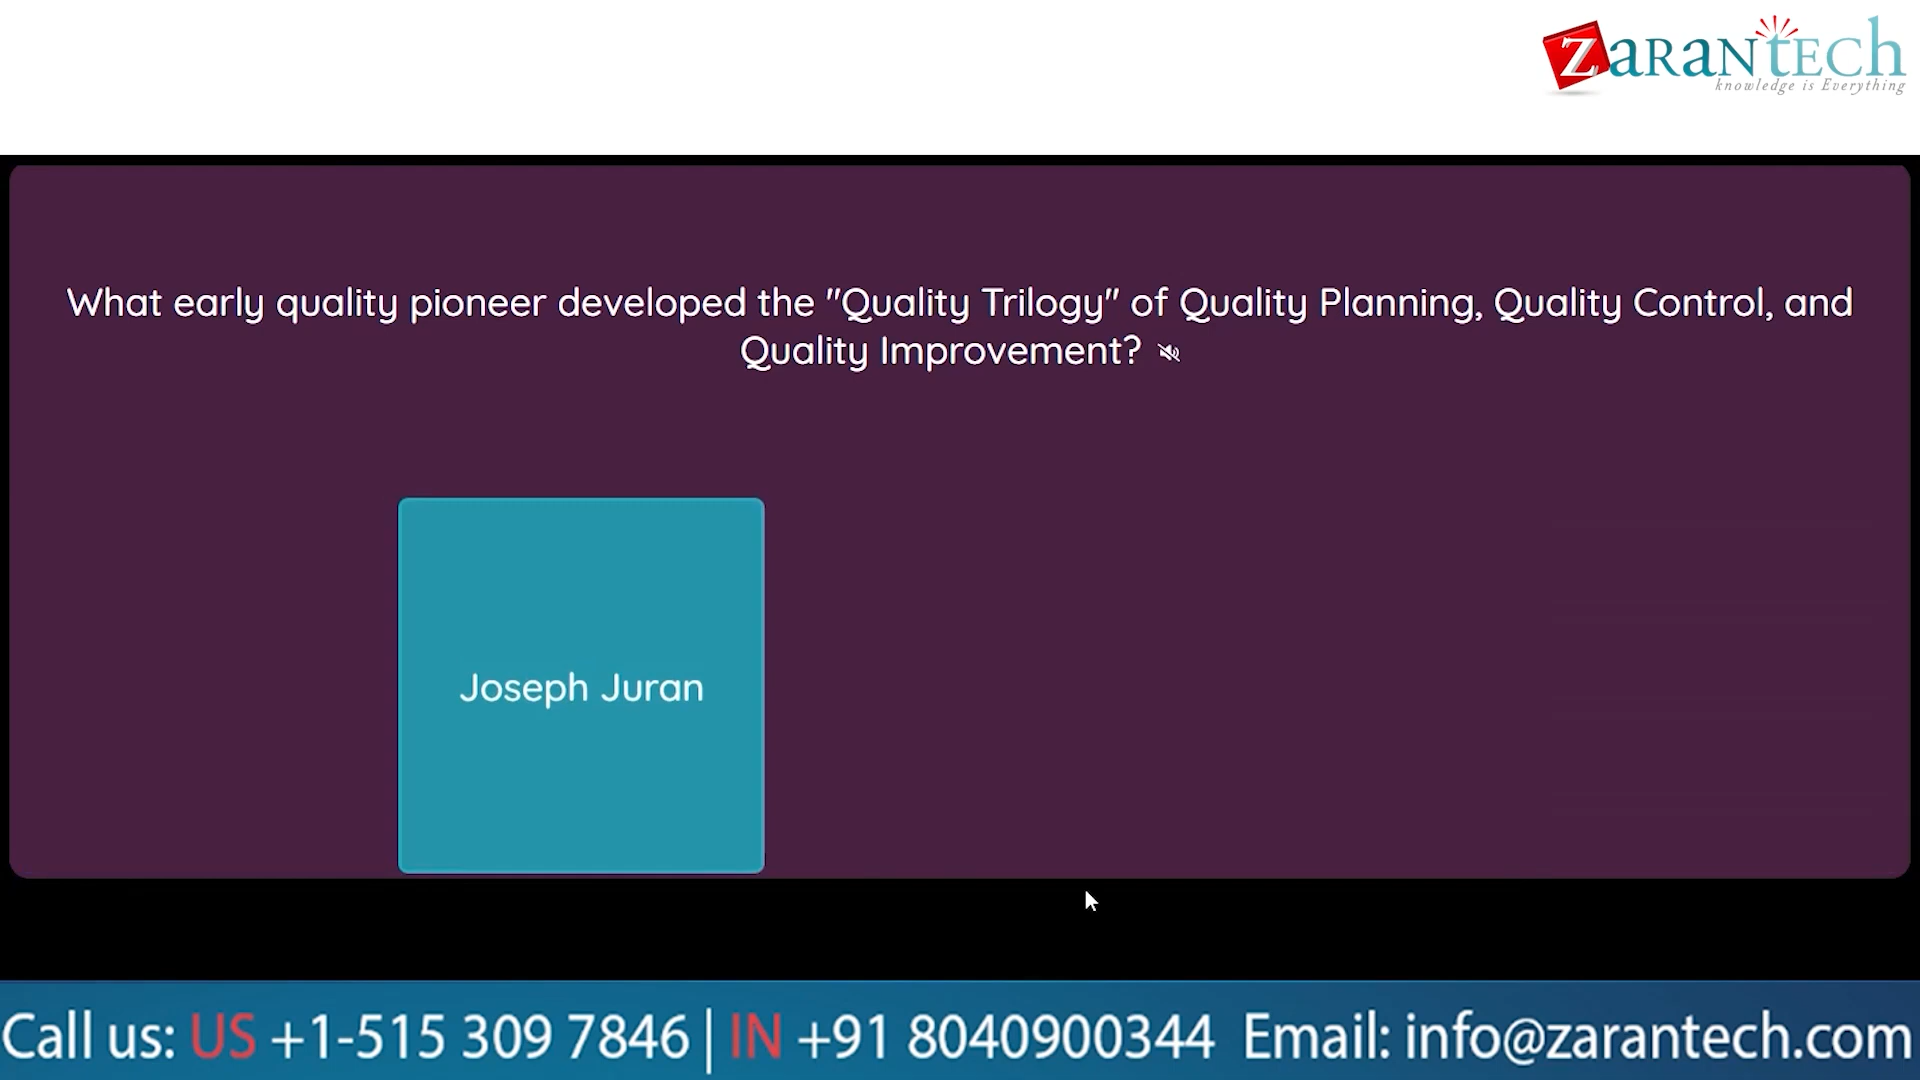 ZaranTech
knowledge is Everything
What early quality pioneer developed the "Quality Trilogy" of Quality Planning, Quality Control, and
Quality Improvement?
Joseph Juran
Call us: US +1-515 309 7846 | IN +91 8040900344 Email: info@zarantech.com